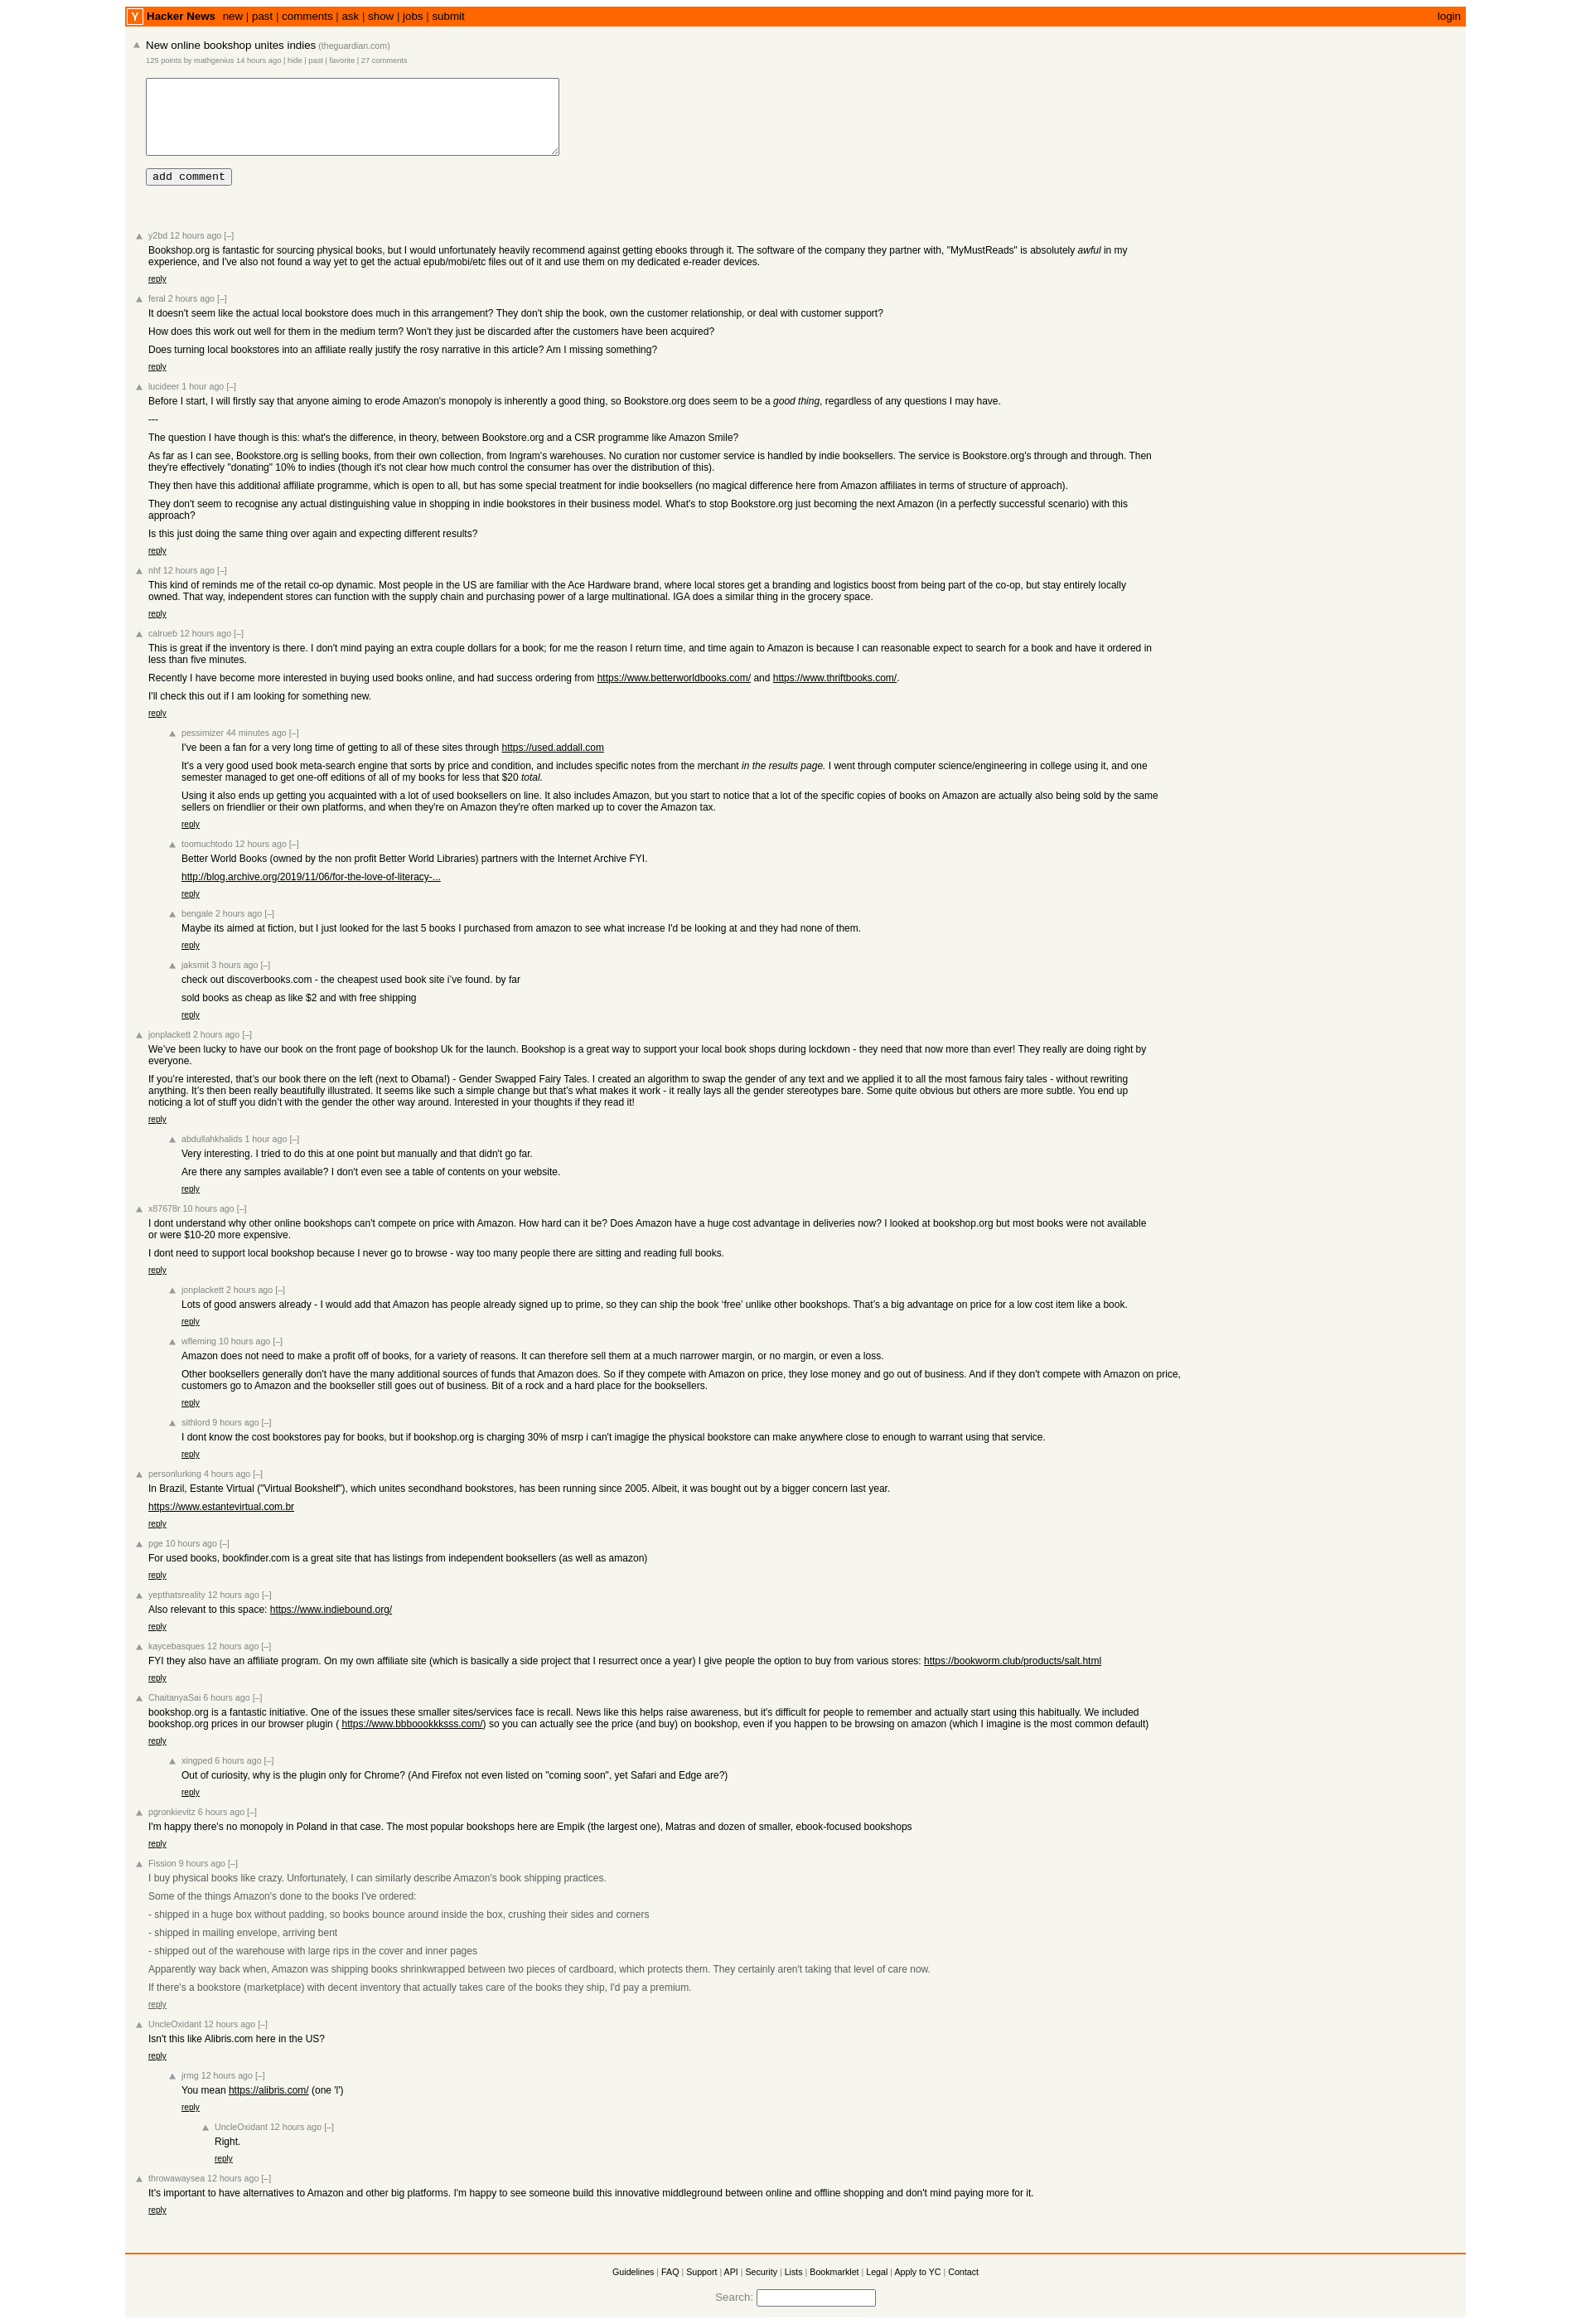 Y Hacker News new | past | comments | ask | show | jobs | submit login
New online bookshop unites indies (theguardian.com)
125 points by mathgenius 14 hours ago | hide | past | favorite | 27 comments
add comment
y2bd 12 hours ago [–]
Bookshop.org is fantastic for sourcing physical books, but I would unfortunately heavily recommend against getting ebooks through it. The software of the company they partner with, "MyMustReads" is absolutely awful in my
experience, and I've also not found a way yet to get the actual epub/mobi/etc files out of it and use them on my dedicated e-reader devices.
reply
feral 2 hours ago [–]
It doesn't seem like the actual local bookstore does much in this arrangement? They don't ship the book, own the customer relationship, or deal with customer support?
How does this work out well for them in the medium term? Won't they just be discarded after the customers have been acquired?
Does turning local bookstores into an affiliate really justify the rosy narrative in this article? Am I missing something?
reply
lucideer 1 hour ago [–]
Before I start, I will firstly say that anyone aiming to erode Amazon's monopoly is inherently a good thing, so Bookstore.org does seem to be a good thing, regardless of any questions I may have.
---
The question I have though is this: what's the difference, in theory, between Bookstore.org and a CSR programme like Amazon Smile?
As far as I can see, Bookstore.org is selling books, from their own collection, from Ingram's warehouses. No curation nor customer service is handled by indie booksellers. The service is Bookstore.org's through and through. Then
they're effectively "donating" 10% to indies (though it's not clear how much control the consumer has over the distribution of this).
They then have this additional affiliate programme, which is open to all, but has some special treatment for indie booksellers (no magical difference here from Amazon affiliates in terms of structure of approach).
They don't seem to recognise any actual distinguishing value in shopping in indie bookstores in their business model. What's to stop Bookstore.org just becoming the next Amazon (in a perfectly successful scenario) with this
approach?
Is this just doing the same thing over again and expecting different results?
reply
nhf 12 hours ago [–]
This kind of reminds me of the retail co-op dynamic. Most people in the US are familiar with the Ace Hardware brand, where local stores get a branding and logistics boost from being part of the co-op, but stay entirely locally
owned. That way, independent stores can function with the supply chain and purchasing power of a large multinational. IGA does a similar thing in the grocery space.
reply
calrueb 12 hours ago [–]
This is great if the inventory is there. I don't mind paying an extra couple dollars for a book; for me the reason I return time, and time again to Amazon is because I can reasonable expect to search for a book and have it ordered in
less than five minutes.
Recently I have become more interested in buying used books online, and had success ordering from https://www.betterworldbooks.com/ and https://www.thriftbooks.com/.
I'll check this out if I am looking for something new.
reply
pessimizer 44 minutes ago [–]
I've been a fan for a very long time of getting to all of these sites through https://used.addall.com
It's a very good used book meta-search engine that sorts by price and condition, and includes specific notes from the merchant in the results page. I went through computer science/engineering in college using it, and one
semester managed to get one-off editions of all of my books for less that $20 total.
Using it also ends up getting you acquainted with a lot of used booksellers on line. It also includes Amazon, but you start to notice that a lot of the specific copies of books on Amazon are actually also being sold by the same
sellers on friendlier or their own platforms, and when they're on Amazon they're often marked up to cover the Amazon tax.
reply
toomuchtodo 12 hours ago [–]
Better World Books (owned by the non profit Better World Libraries) partners with the Internet Archive FYI.
http://blog.archive.org/2019/11/06/for-the-love-of-literacy-...
reply
bengale 2 hours ago [–]
Maybe its aimed at fiction, but I just looked for the last 5 books I purchased from amazon to see what increase I'd be looking at and they had none of them.
reply
jaksmit 3 hours ago [–]
check out discoverbooks.com - the cheapest used book site i've found. by far
sold books as cheap as like $2 and with free shipping
reply
jonplackett 2 hours ago [–]
We've been lucky to have our book on the front page of bookshop Uk for the launch. Bookshop is a great way to support your local book shops during lockdown - they need that now more than ever! They really are doing right by
everyone.
If you're interested, that's our book there on the left (next to Obama!) - Gender Swapped Fairy Tales. I created an algorithm to swap the gender of any text and we applied it to all the most famous fairy tales - without rewriting
anything. It's then been really beautifully illustrated. It seems like such a simple change but that's what makes it work - it really lays all the gender stereotypes bare. Some quite obvious but others are more subtle. You end up
noticing a lot of stuff you didn't with the gender the other way around. Interested in your thoughts if they read it!
reply
abdullahkhalids 1 hour ago [–]
Very interesting. I tried to do this at one point but manually and that didn't go far.
Are there any samples available? I don't even see a table of contents on your website.
reply
x87678r 10 hours ago [–]
I dont understand why other online bookshops can't compete on price with Amazon. How hard can it be? Does Amazon have a huge cost advantage in deliveries now? I looked at bookshop.org but most books were not available
or were $10-20 more expensive.
I dont need to support local bookshop because I never go to browse - way too many people there are sitting and reading full books.
reply
jonplackett 2 hours ago [–]
Lots of good answers already - I would add that Amazon has people already signed up to prime, so they can ship the book ‘free’ unlike other bookshops. That's a big advantage on price for a low cost item like a book.
reply
wfleming 10 hours ago [–]
Amazon does not need to make a profit off of books, for a variety of reasons. It can therefore sell them at a much narrower margin, or no margin, or even a loss.
Other booksellers generally don't have the many additional sources of funds that Amazon does. So if they compete with Amazon on price, they lose money and go out of business. And if they don't compete with Amazon on price,
customers go to Amazon and the bookseller still goes out of business. Bit of a rock and a hard place for the booksellers.
reply
sithlord 9 hours ago [–]
I dont know the cost bookstores pay for books, but if bookshop.org is charging 30% of msrp i can't imagige the physical bookstore can make anywhere close to enough to warrant using that service.
reply
personlurking 4 hours ago [–]
In Brazil, Estante Virtual ("Virtual Bookshelf"), which unites secondhand bookstores, has been running since 2005. Albeit, it was bought out by a bigger concern last year.
https://www.estantevirtual.com.br
reply
pge 10 hours ago [–]
For used books, bookfinder.com is a great site that has listings from independent booksellers (as well as amazon)
reply
yepthatsreality 12 hours ago [–]
Also relevant to this space: https://www.indiebound.org/
reply
kaycebasques 12 hours ago [–]
FYI they also have an affiliate program. On my own affiliate site (which is basically a side project that I resurrect once a year) I give people the option to buy from various stores: https://bookworm.club/products/salt.html
reply
ChaitanyaSai 6 hours ago [–]
bookshop.org is a fantastic initiative. One of the issues these smaller sites/services face is recall. News like this helps raise awareness, but it's difficult for people to remember and actually start using this habitually. We included
bookshop.org prices in our browser plugin ( https://www.bbboookkksss.com/) so you can actually see the price (and buy) on bookshop, even if you happen to be browsing on amazon (which I imagine is the most common default)
reply
xingped 6 hours ago [–]
Out of curiosity, why is the plugin only for Chrome? (And Firefox not even listed on "coming soon", yet Safari and Edge are?)
reply
pgronkievitz 6 hours ago [–]
I'm happy there's no monopoly in Poland in that case. The most popular bookshops here are Empik (the largest one), Matras and dozen of smaller, ebook-focused bookshops
reply
Fission 9 hours ago [–]
I buy physical books like crazy. Unfortunately, I can similarly describe Amazon's book shipping practices.
Some of the things Amazon's done to the books I've ordered:
- shipped in a huge box without padding, so books bounce around inside the box, crushing their sides and corners
- shipped in mailing envelope, arriving bent
- shipped out of the warehouse with large rips in the cover and inner pages
Apparently way back when, Amazon was shipping books shrinkwrapped between two pieces of cardboard, which protects them. They certainly aren't taking that level of care now.
If there's a bookstore (marketplace) with decent inventory that actually takes care of the books they ship, I'd pay a premium.
reply
UncleOxidant 12 hours ago [–]
Isn't this like Alibris.com here in the US?
reply
jrmg 12 hours ago [–]
You mean https://alibris.com/ (one 'l')
reply
UncleOxidant 12 hours ago [–]
Right.
reply
throwawaysea 12 hours ago [–]
It's important to have alternatives to Amazon and other big platforms. I'm happy to see someone build this innovative middleground between online and offline shopping and don't mind paying more for it.
reply
Guidelines | FAQ | Support | API | Security | Lists | Bookmarklet | Legal | Apply to YC | Contact
Search: